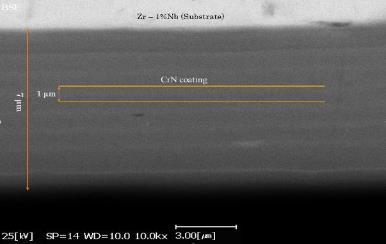 BSE
Zr – 1%Nb (Substrate)
CrN coating
1 μm
7 μm
25[kV] SP=14 WD=10.0 10.0kx 3.00[μm]